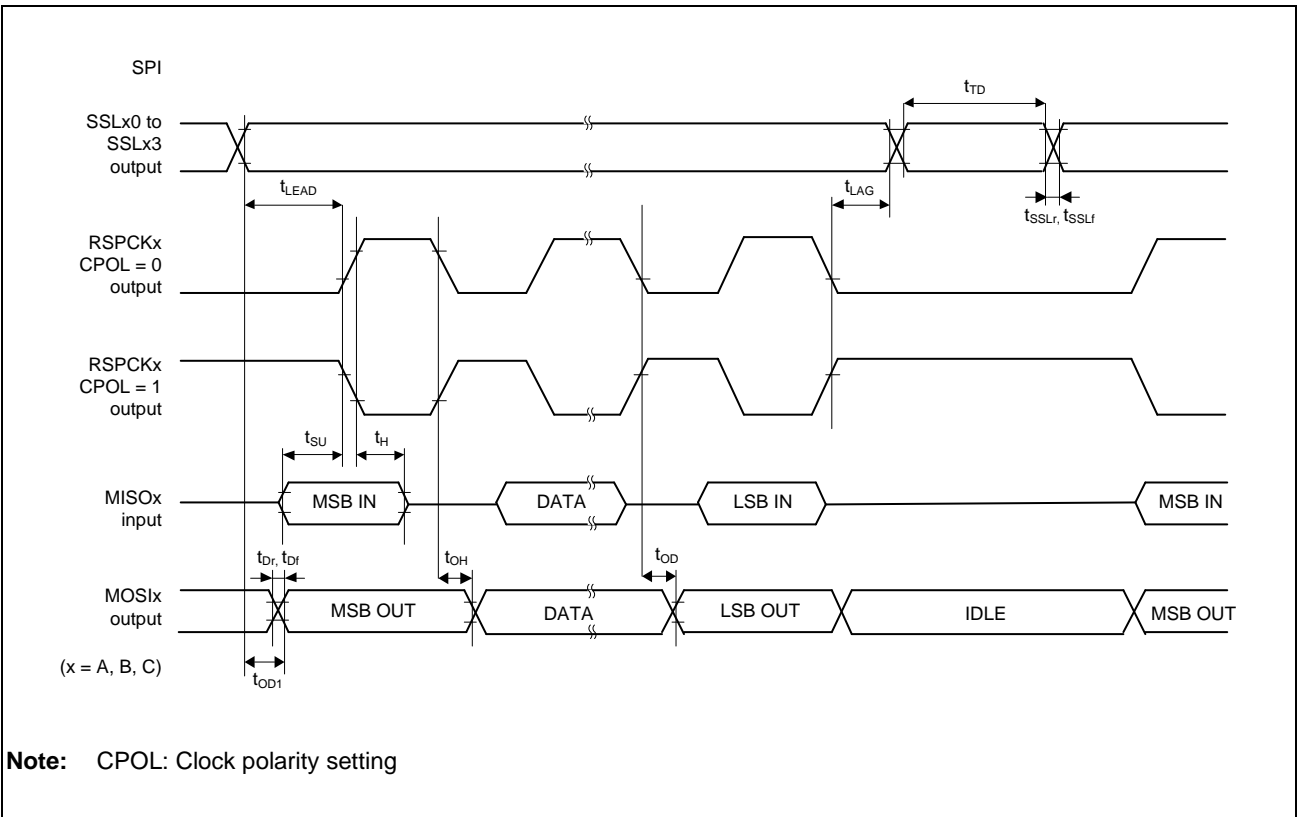 SPI
SSLx0 to
SSLx3
output
tTD
tLEAD
tLAG
tSSLr, tSSLf
RSPCKx
CPOL = 0
output
RSPCKx
CPOL = 1
output
tSU
tH
MISOx
input
MSB IN
DATA
LSB IN
MSB IN
tDr, tDf
tOH
tOD
MOSIx
output
MSB OUT
DATA
LSB OUT
IDLE
MSB OUT
(x = A, B, C)
tOD1
Note: CPOL: Clock polarity setting